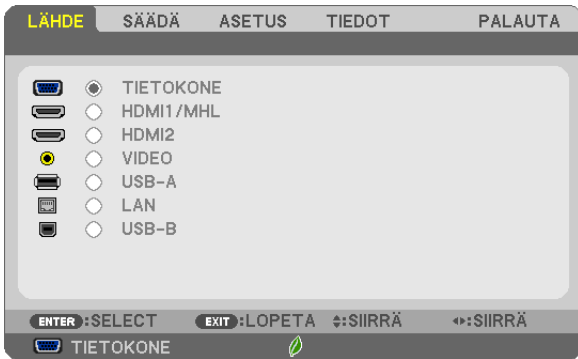 LÄHDE SÄÄDÄ ASETUS TIEDOT PALAUTA
TIETOKONE
HDMI1/MHL
HDMI2
VIDEO
USB-A
LAN
USB-B
ENTER :SELECT EXIT :LOPETA :SIIRRÄ :SIIRRÄ
TIETOKONE